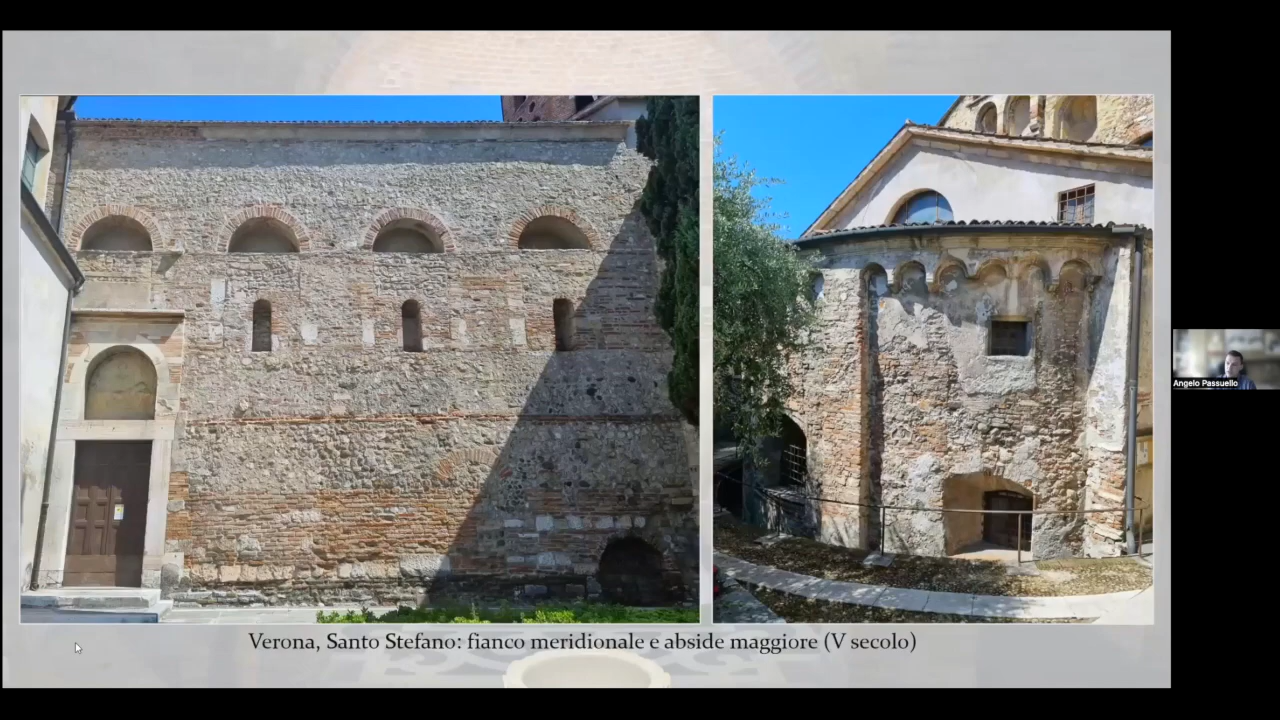 Verona, Santo Stefano: fianco meridionale e abside maggiore (V secolo)
Angelo Passuello